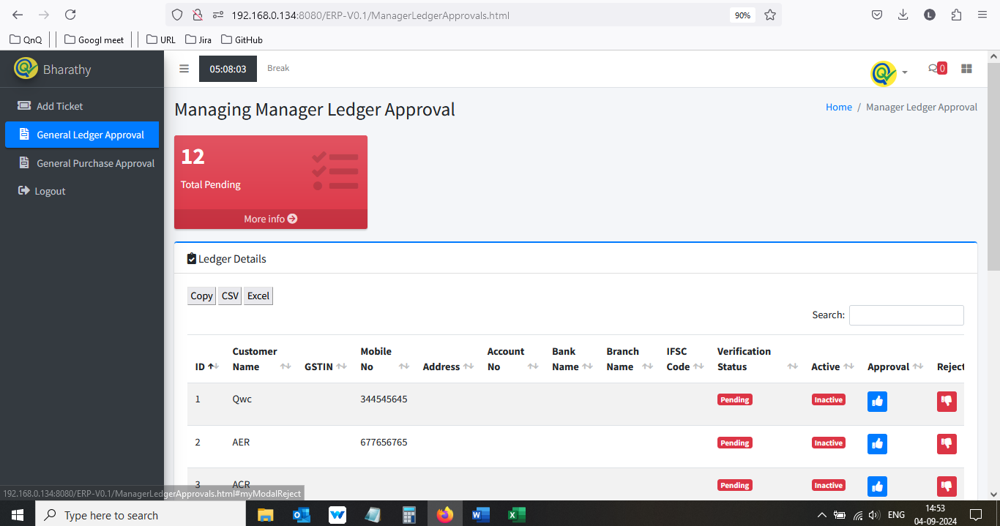 192.168.0.134:8080/ERP-V0.1/ManagerLedgerApprovals.html 90% L
QnQ Googl meet URL Jira GitHub
Bharathy 05:08:03 Break 0
Add Ticket
General Ledger Approval
General Purchase Approval
Logout
Managing Manager Ledger Approval Home / Manager Ledger Approval
12
Total Pending
More info
Ledger Details
Copy CSV Excel
Search:
ID Customer Name GSTIN Mobile No Address Account No Bank Name Branch Name IFSC Code Verification Status Active Approval Reject
1 Qwc 344545645 Pending Inactive
2 AER 677656765 Pending Inactive
3 ACR Pending Inactive
192.168.0.134:8080/ERP-V0.1/ManagerLedgerApprovals.html#myModalReject
Type here to search ENG 14:53
04-09-2024